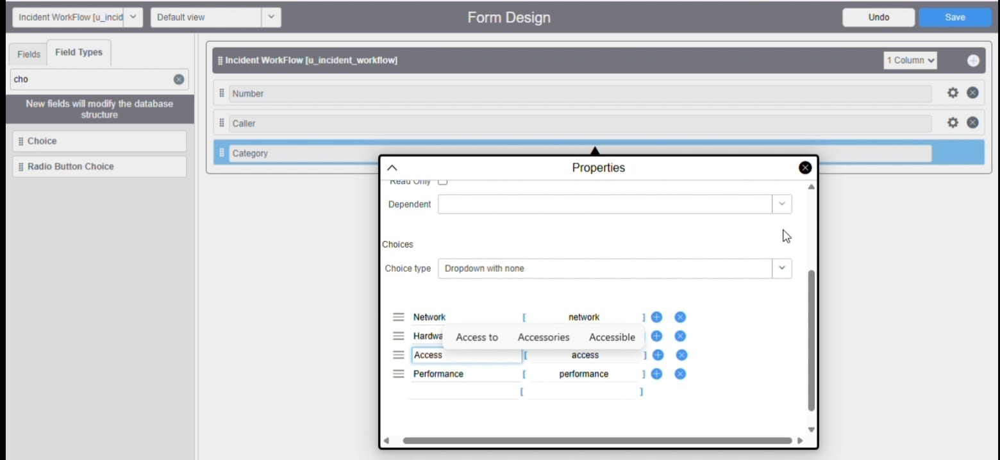 Incident WorkFlow [u_incid
Default view
Form Design
Undo
Save
Fields
Field Types
cho
New fields will modify the database
structure
Choice
Radio Button Choice
Incident WorkFlow [u_incident_workflow]
1 Column
Number
Caller
Category
Properties
Read Only
Dependent
Choices
Choice type
Dropdown with none
Network [ network ]
Hardwa
Access to Accessories Accessible
Access [ access ]
Performance [ performance ]
[ ]